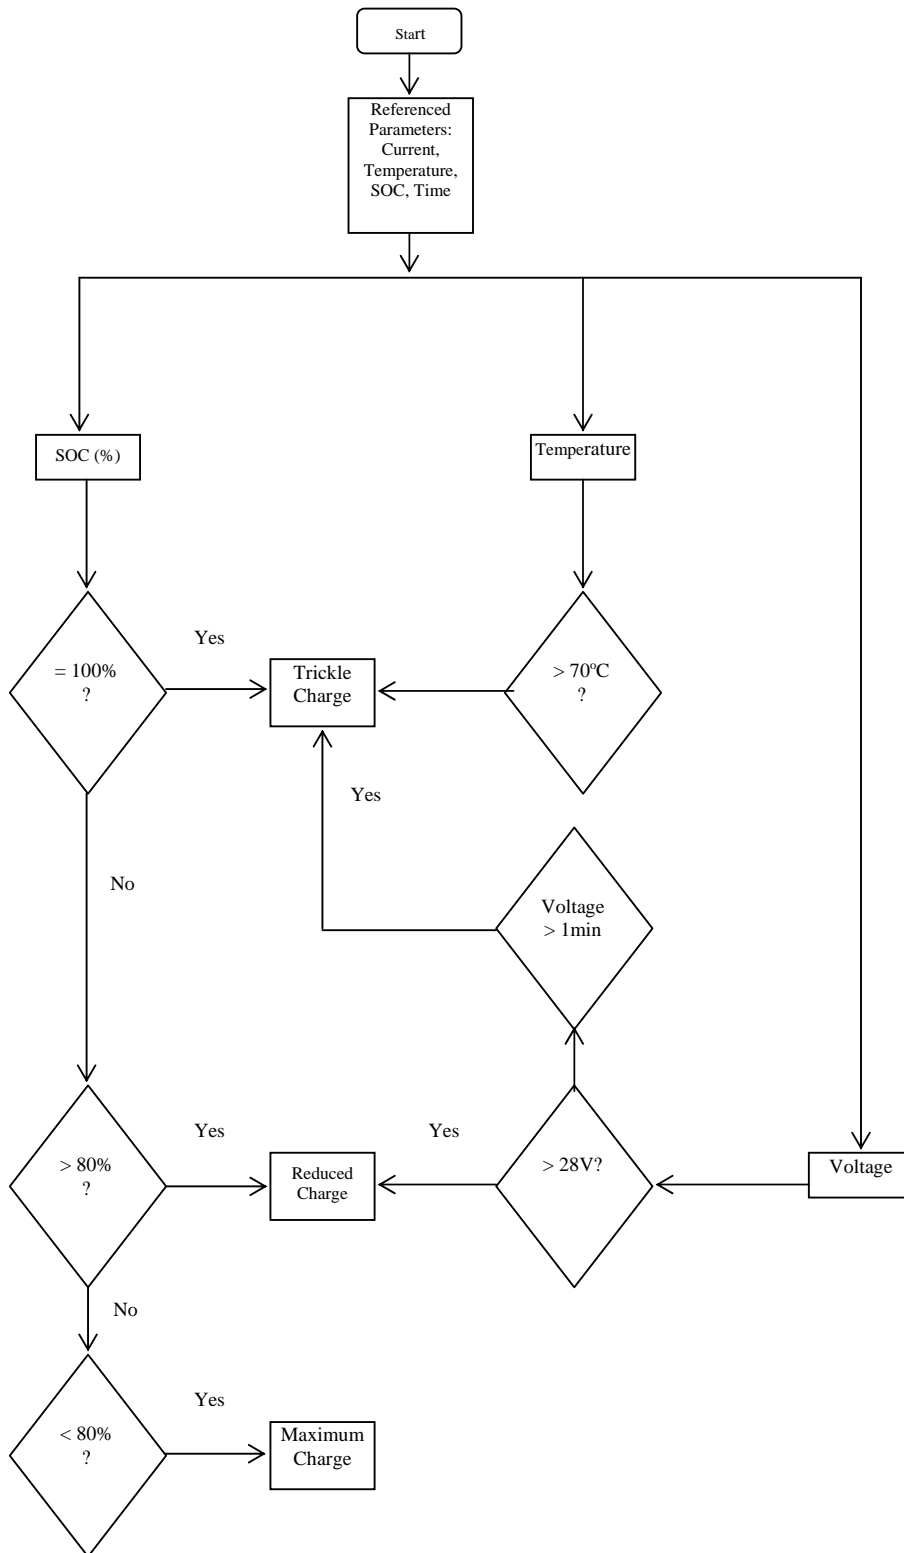 Start
Referenced
Parameters:
Current,
Temperature,
SOC, Time
SOC (%)
Temperature
= 100%
?
Yes
Trickle
Charge
> 70ºC
?
Yes
No
Voltage
> 1min
> 80%
?
Yes
Reduced
Charge
Yes
> 28V?
Voltage
No
< 80%
?
Yes
Maximum
Charge